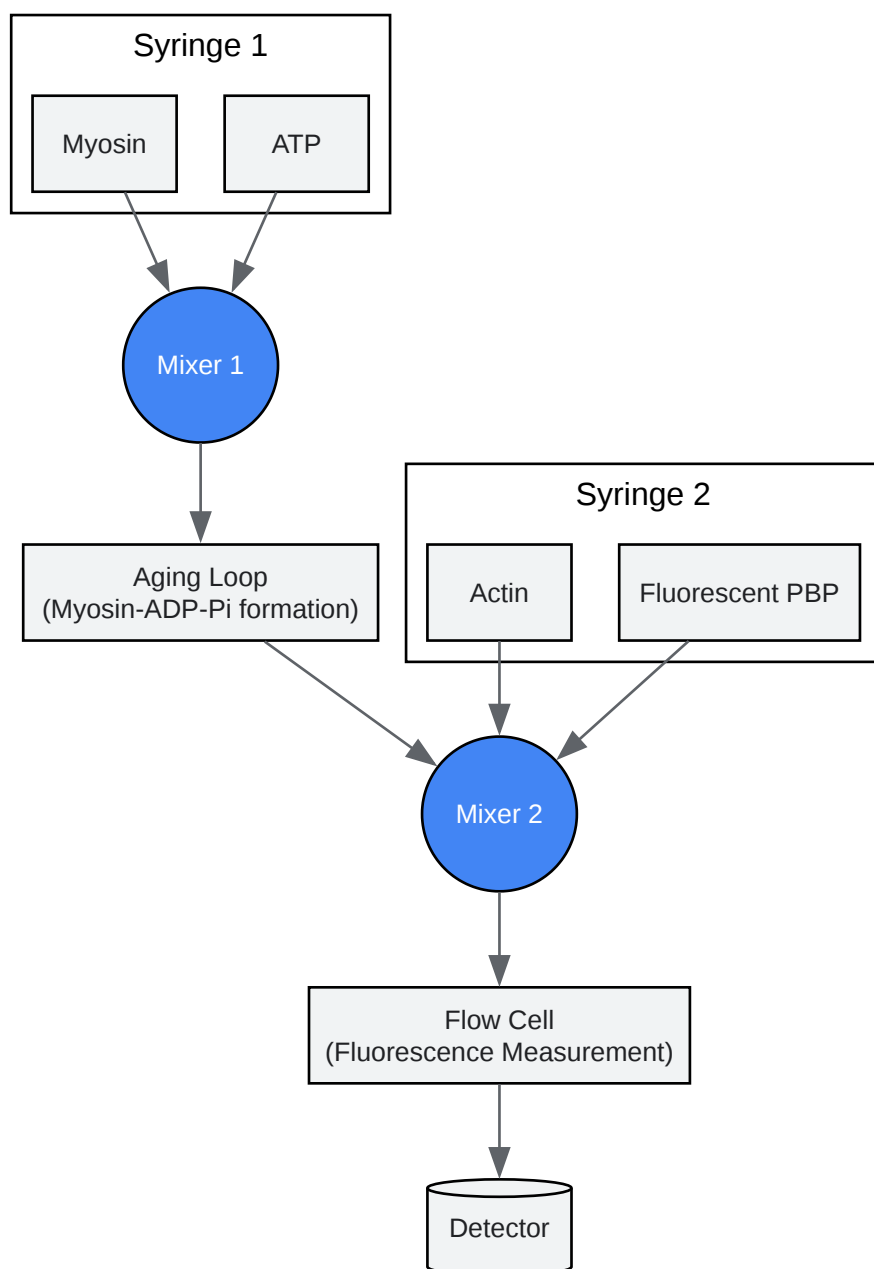 Syringe 1
Myosin
ATP
Mixer 1
Syringe 2
Aging Loop
(Myosin-ADP-Pi formation)
Actin
Fluorescent PBP
Mixer 2
Flow Cell
(Fluorescence Measurement)
Detector